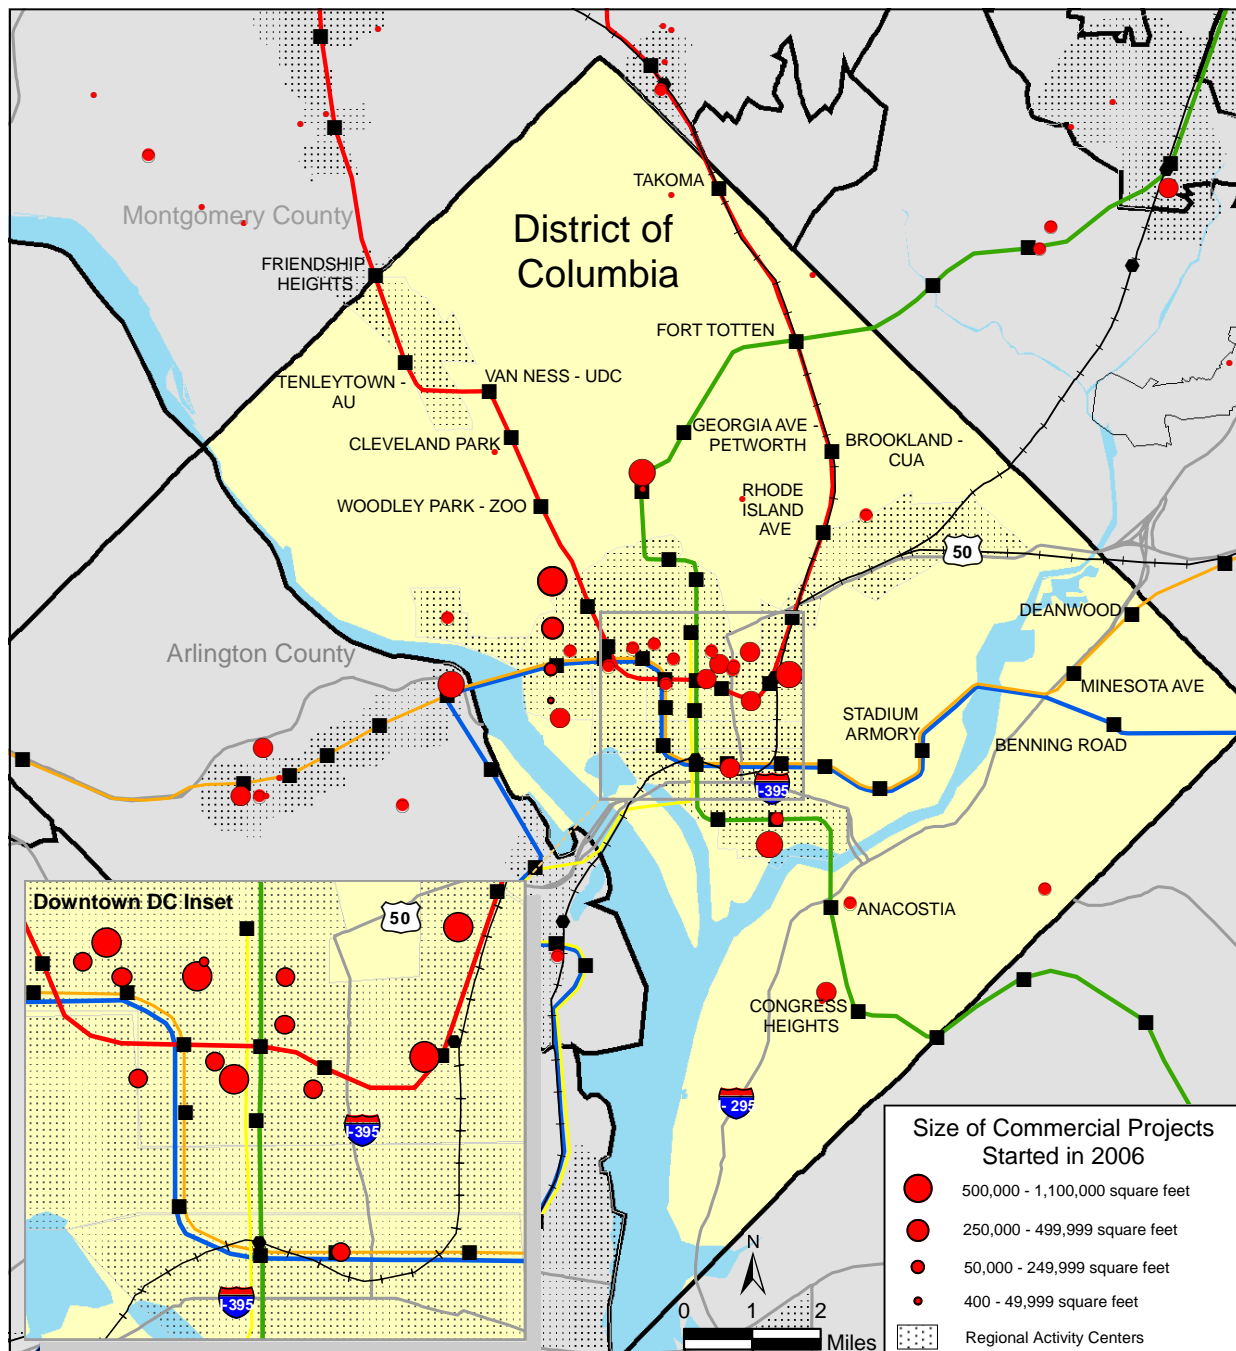 TAKOMA
District of
Columbia
Montgomery County
FRIENDSHIP
HEIGHTS
FORT TOTTEN
TENLEYTOWN -
AU
VAN NESS - UDC
CLEVELAND PARK
GEORGIA AVE -
PETWORTH
BROOKLAND -
CUA
WOODLEY PARK - ZOO
RHODE
ISLAND
AVE
50
DEANWOOD
Arlington County
MINESOTA AVE
STADIUM
ARMORY
BENNING ROAD
I-395
ANACOSTIA
CONGRESS
HEIGHTS
I - 295
Downtown DC Inset
50
I-395
I-395
Size of Commercial Projects
Started in 2006
500,000 - 1,100,000 square feet
250,000 - 499,999 square feet
50,000 - 249,999 square feet
400 - 49,999 square feet
Regional Activity Centers
N
0 1 2
Miles